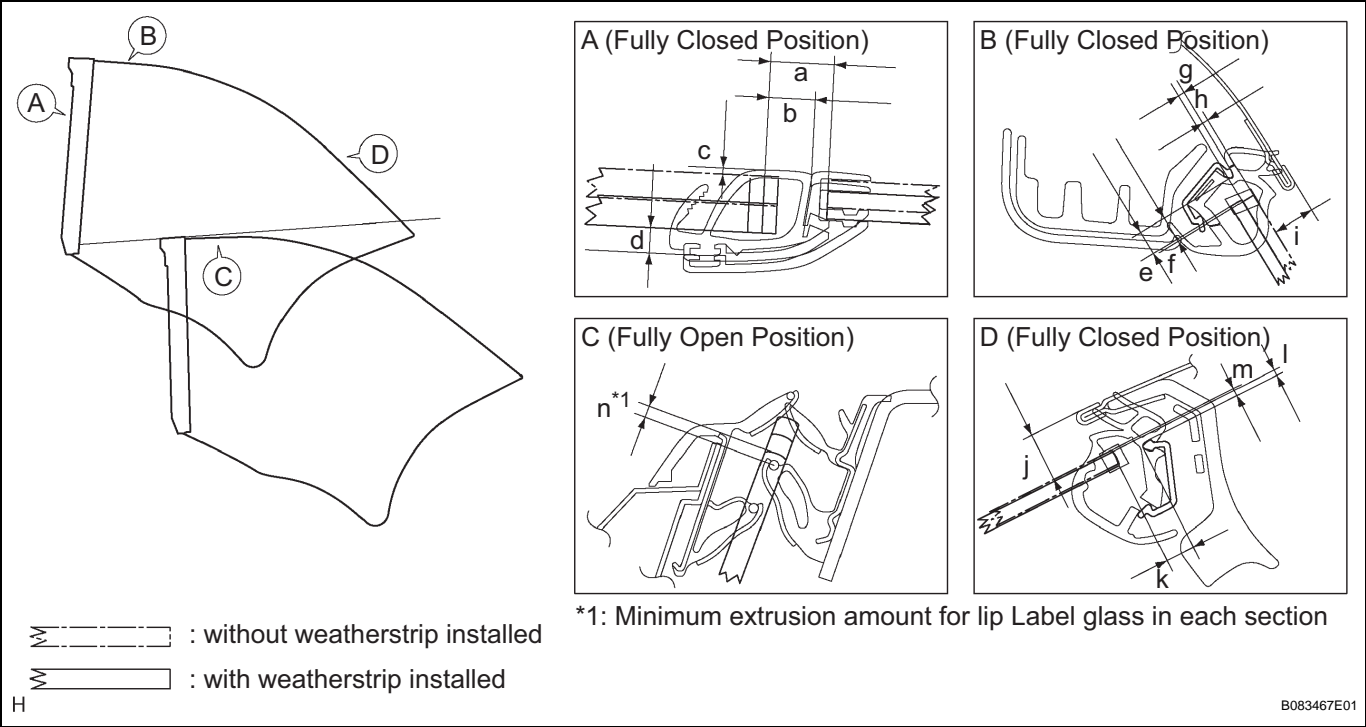 A
B
C
D
A (Fully Closed Position)
a
b
c
d
B (Fully Closed Position)
g
h
e
f
i
C (Fully Open Position)
n*1
D (Fully Closed Position)
l
m
j
k
*1: Minimum extrusion amount for lip Label glass in each section
: without weatherstrip installed
: with weatherstrip installed
H
B083467E01